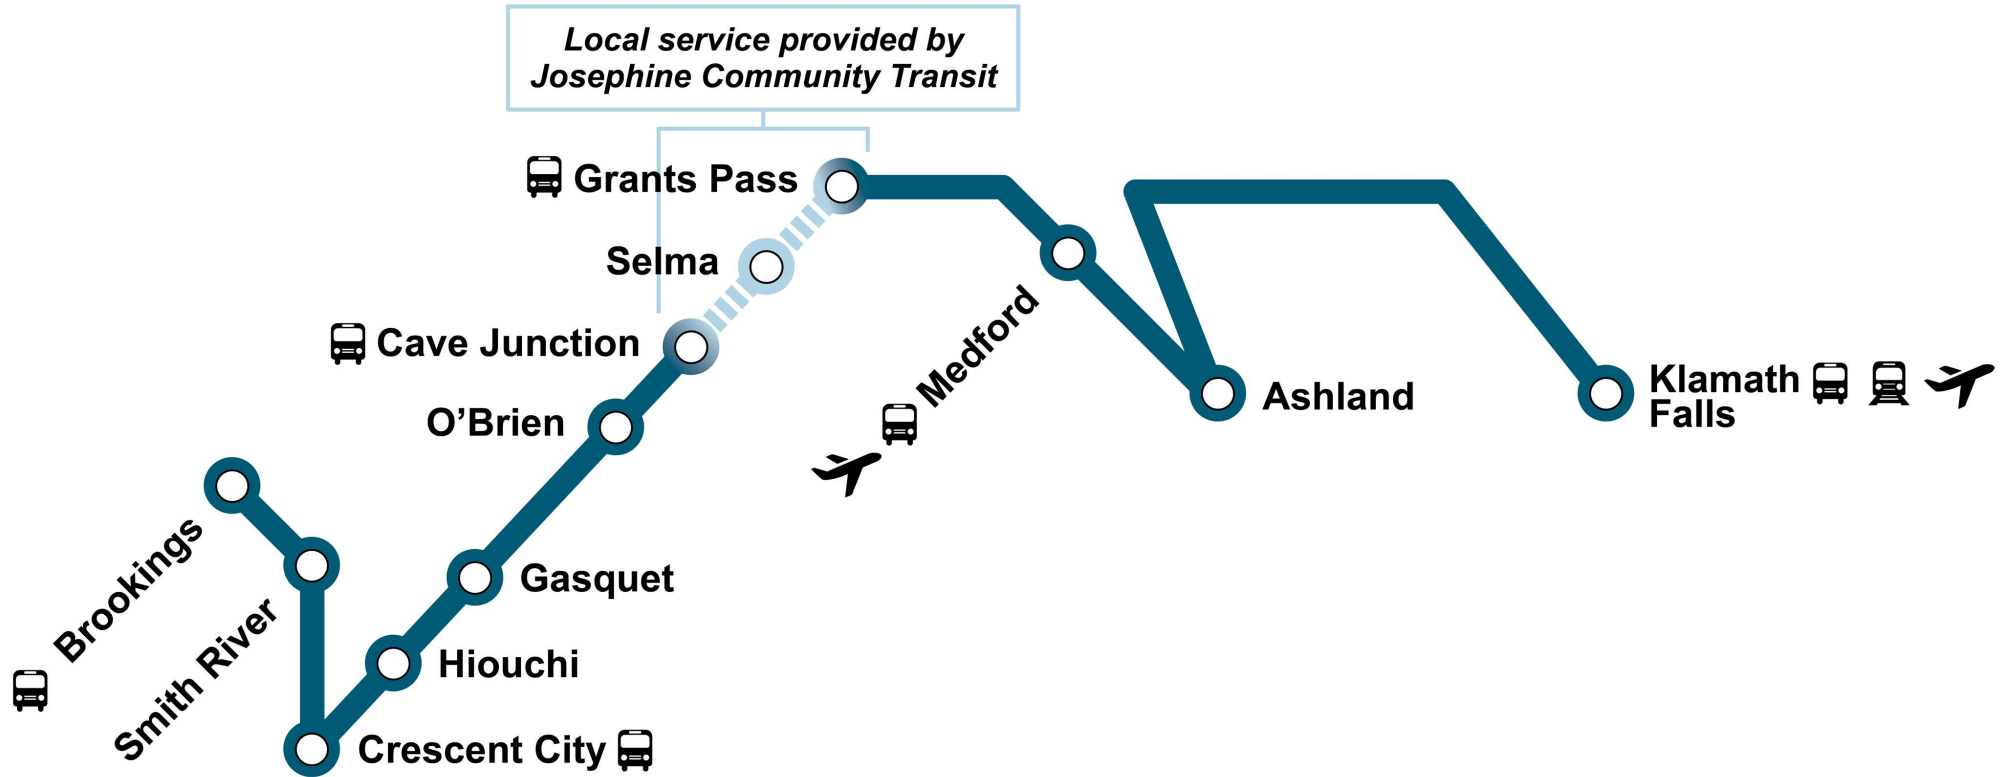 Local service provided by
Josephine Community Transit
Grants Pass
Selma
Cave Junction
O’Brien
Medford
Ashland
Klamath
Falls
Brookings
Smith River
Gasquet
Hiouchi
Crescent City